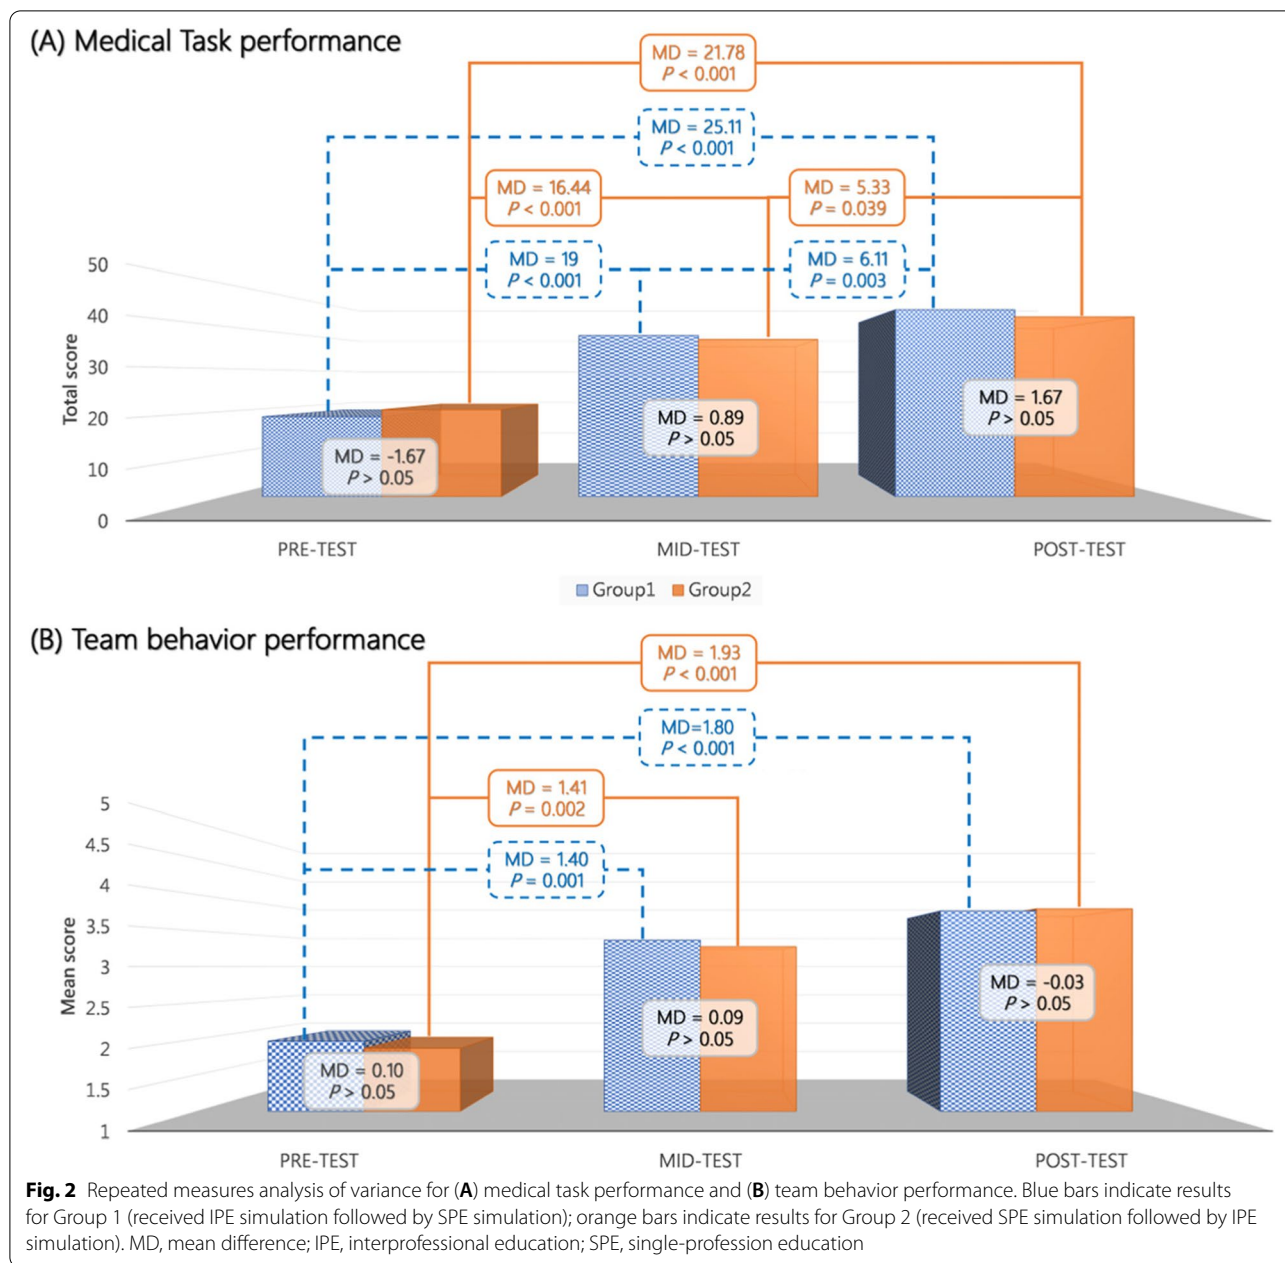 (A) Medical Task performance
MD = 21.78
P < 0.001
MD = 25.11
P < 0.001
MD = 16.44
P < 0.001
MD = 5.33
P = 0.039
MD = 19
P < 0.001
MD = 6.11
P = 0.003
50
40
30
20
10
0
Total score
MD = -1.67
P > 0.05
MD = 0.89
P > 0.05
MD = 1.67
P > 0.05
PRE-TEST
MID-TEST
POST-TEST
Group1
Group2
(B) Team behavior performance
MD = 1.93
P < 0.001
MD=1.80
P < 0.001
MD = 1.41
P = 0.002
MD = 1.40
P = 0.001
5
4.5
4
3.5
3
2.5
2
1.5
1
Mean score
MD = 0.10
P > 0.05
MD = 0.09
P > 0.05
MD = -0.03
P > 0.05
PRE-TEST
MID-TEST
POST-TEST
Fig. 2 Repeated measures analysis of variance for (A) medical task performance and (B) team behavior performance. Blue bars indicate results
for Group 1 (received IPE simulation followed by SPE simulation); orange bars indicate results for Group 2 (received SPE simulation followed by IPE
simulation). MD, mean difference; IPE, interprofessional education; SPE, single-profession education